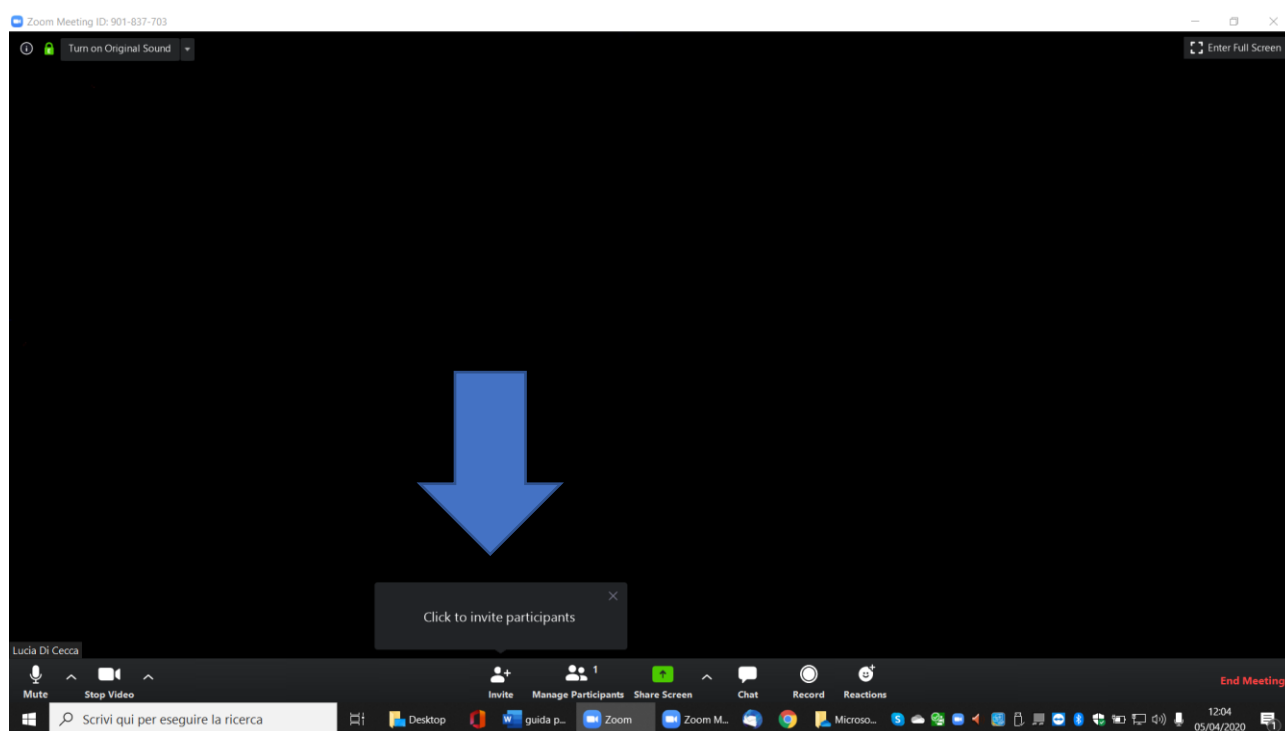 Zoom Meeting ID: 901-837-703
Turn on Original Sound
Enter Full Screen
Click to invite participants
Lucia Di Cecca
Mute
Stop Video
Invite
Manage Participants
1
Share Screen
Chat
Record
Reactions
End Meeting
Scrivi qui per eseguire la ricerca
Desktop
guida p...
Zoom
Zoom M...
Microso...
12:04
05/04/2020
1